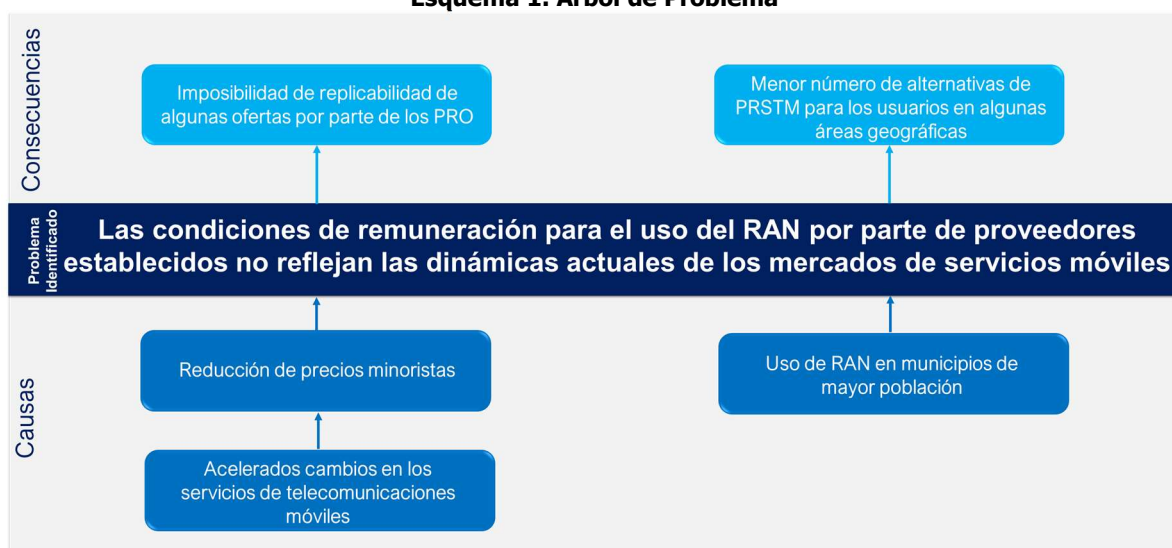 Esquema 1. Árbol de Problema
Consecuencias
Imposibilidad de replicabilidad de
algunas ofertas por parte de los PRO
Menor número de alternativas de
PRSTM para los usuarios en algunas
áreas geográficas
Problema
Identificado
Las condiciones de remuneración para el uso del RAN por parte de proveedores
establecidos no reflejan las dinámicas actuales de los mercados de servicios móviles
Causas
Reducción de precios minoristas
Uso de RAN en municipios de
mayor población
Acelerados cambios en los
servicios de telecomunicaciones
móviles